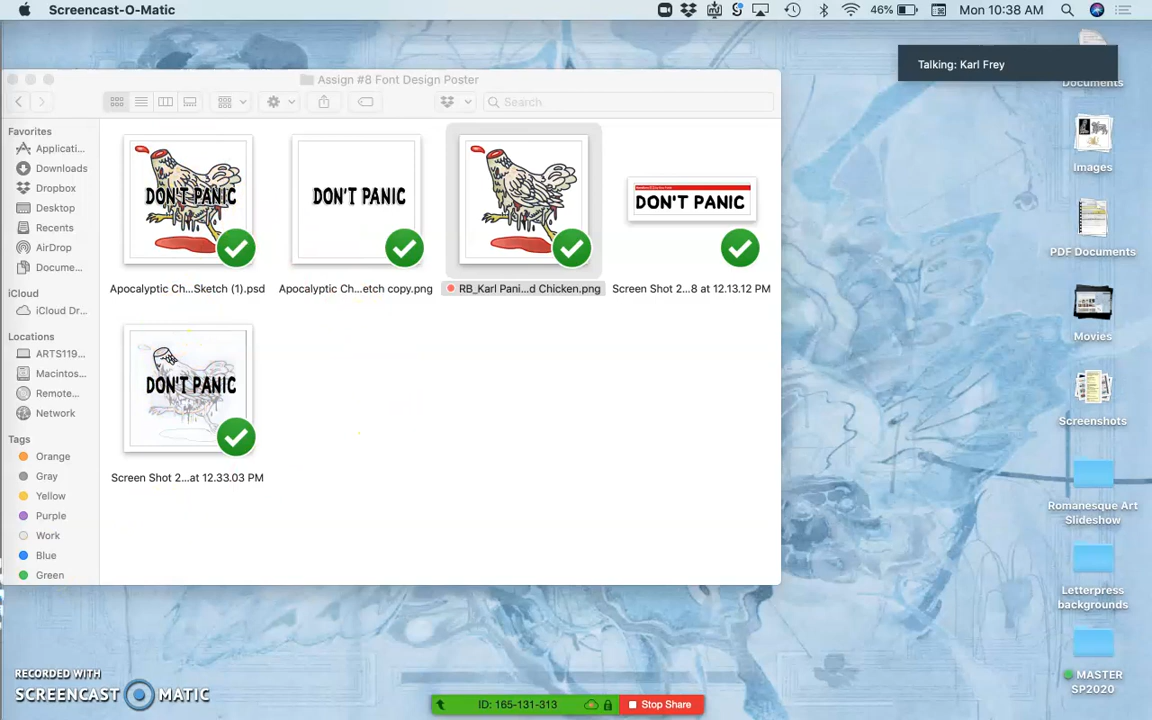 Screencast-O-Matic
46%
Mon 10:38 AM
Talking: Karl Frey
Assign #8 Font Design Poster
Search
Favorites
Applicati...
Downloads
Dropbox
Desktop
Recents
AirDrop
Docume...
iCloud
iCloud Dr...
Locations
ARTS119...
Macintos...
Remote...
Network
Tags
Orange
Gray
Yellow
Purple
Work
Blue
Green
DON'T PANIC
DON'T PANIC
DON'T PANIC
Apocalyptic Ch...Sketch (1).psd
Apocalyptic Ch...etch copy.png
RB_Karl Pani...d Chicken.png
Screen Shot 2...8 at 12.13.12 PM
DON'T PANIC
Screen Shot 2...at 12.33.03 PM
Documents
Images
PDF Documents
Movies
Screenshots
Romanesque Art
Slideshow
Letterpress
backgrounds
MASTER
SP2020
RECORDED WITH
SCREENCAST MATIC
ID: 165-131-313
Stop Share